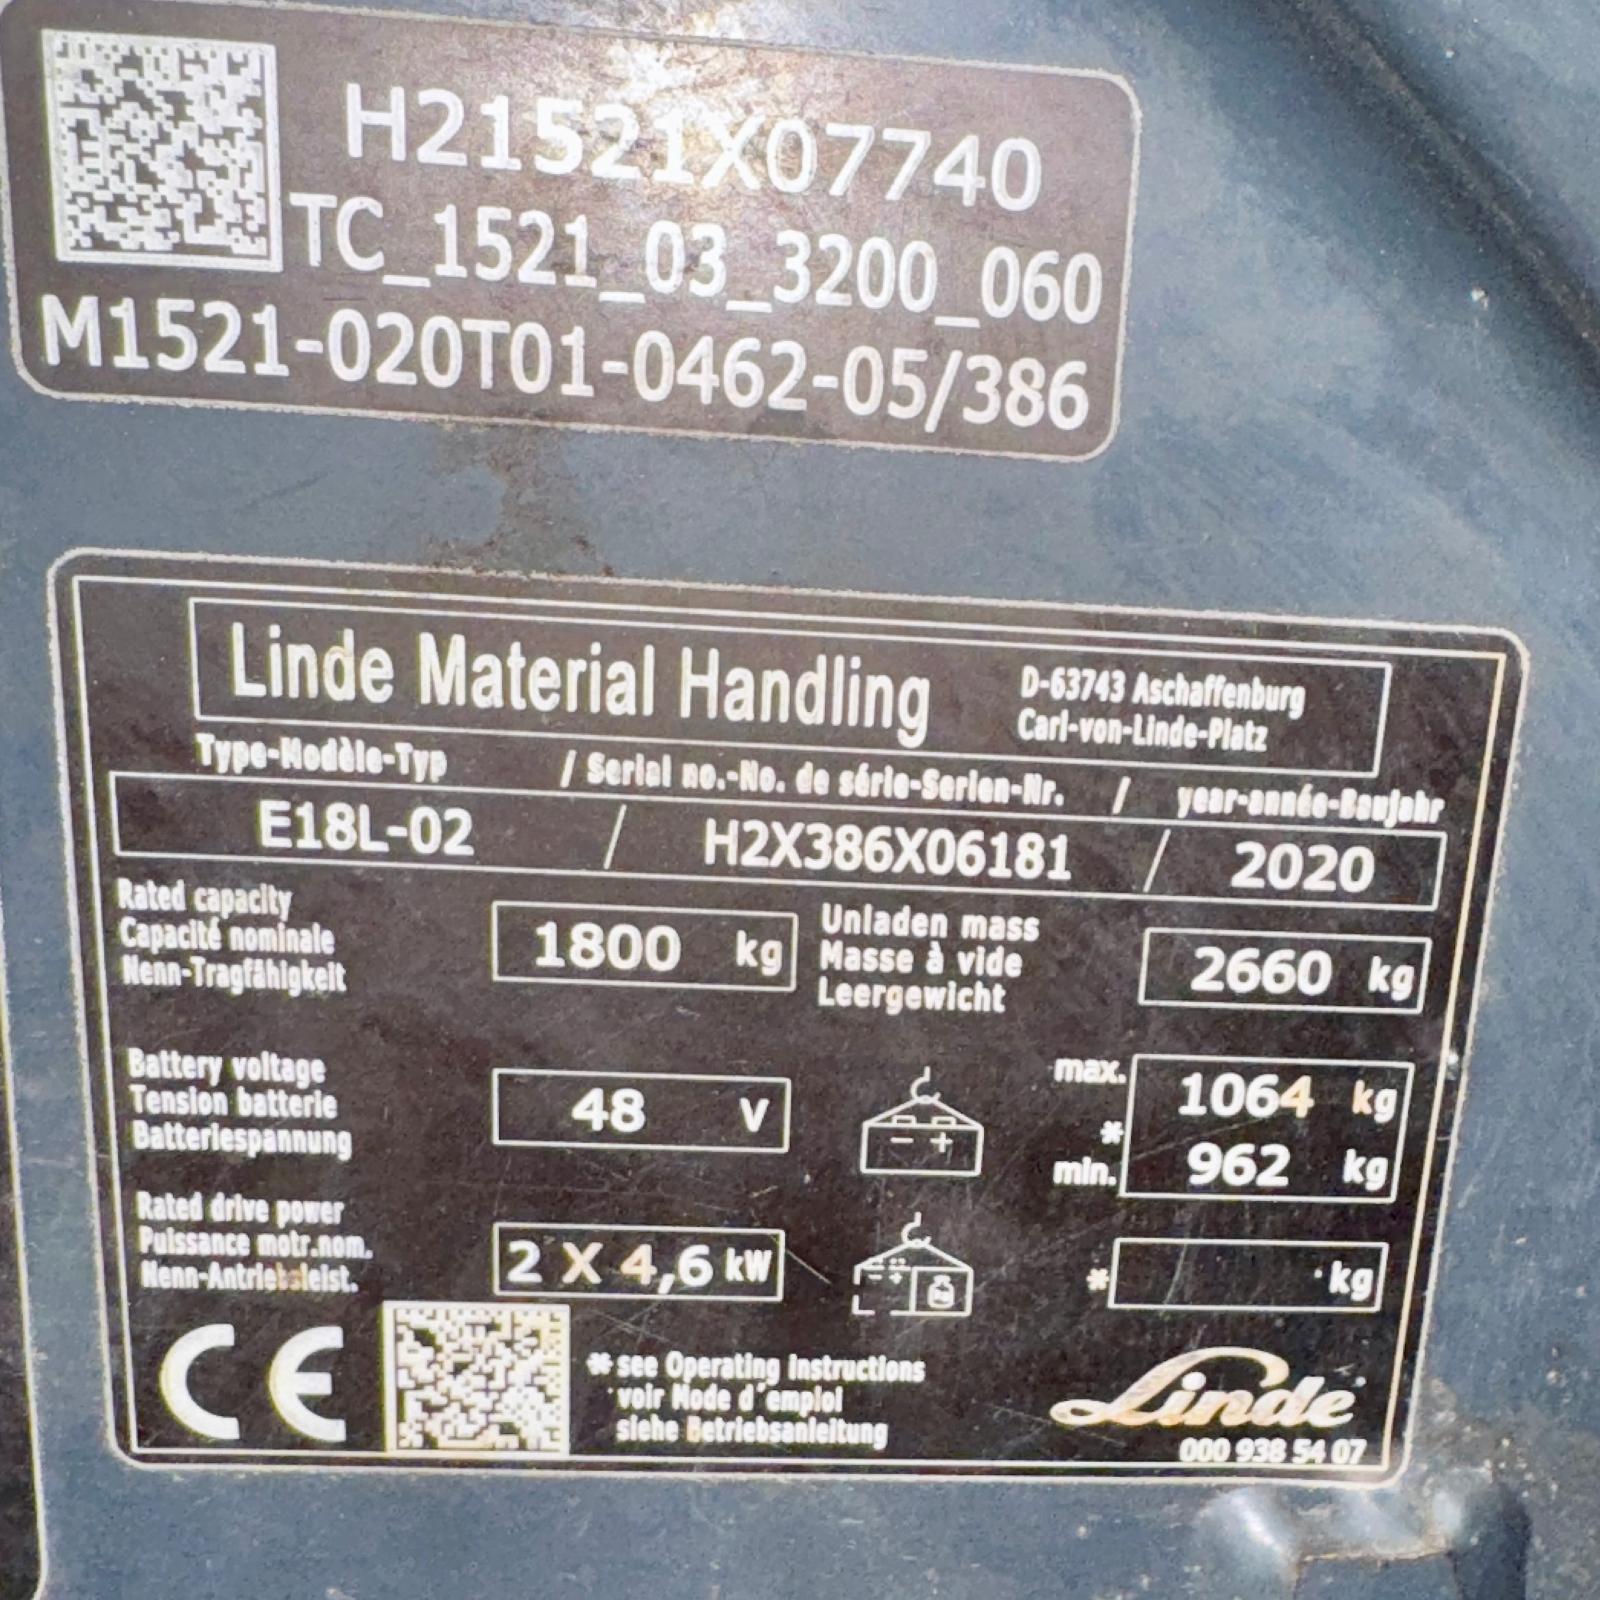 H21521X07740
TC_1521_03_3200_060
M1521-020T01-0462-05/386
Linde Material Handling
D-63743 Aschaffenburg
Carl-von-Linde-Platz
Type-Modèle-Typ / Serial no.-No. de série-Serien-Nr. / year-année-Baujahr
E18L-02 / H2X386X06181 / 2020
Rated capacity
Capacité nominale
Nenn-Tragfähigkeit
1800 kg
Unladen mass
Masse à vide
Leergewicht
2660 kg
Battery voltage
Tension batterie
Batteriespannung
48 V
- +
max. 1064 kg
*
min. 962 kg
Rated drive power
Puissance motr.nom.
Nenn-Antriebsleist.
2 X 4,6 kW
- +
* kg
CE
* see Operating instructions
voir Mode d'emploi
siehe Betriebsanleitung
Linde
000 938 54 07